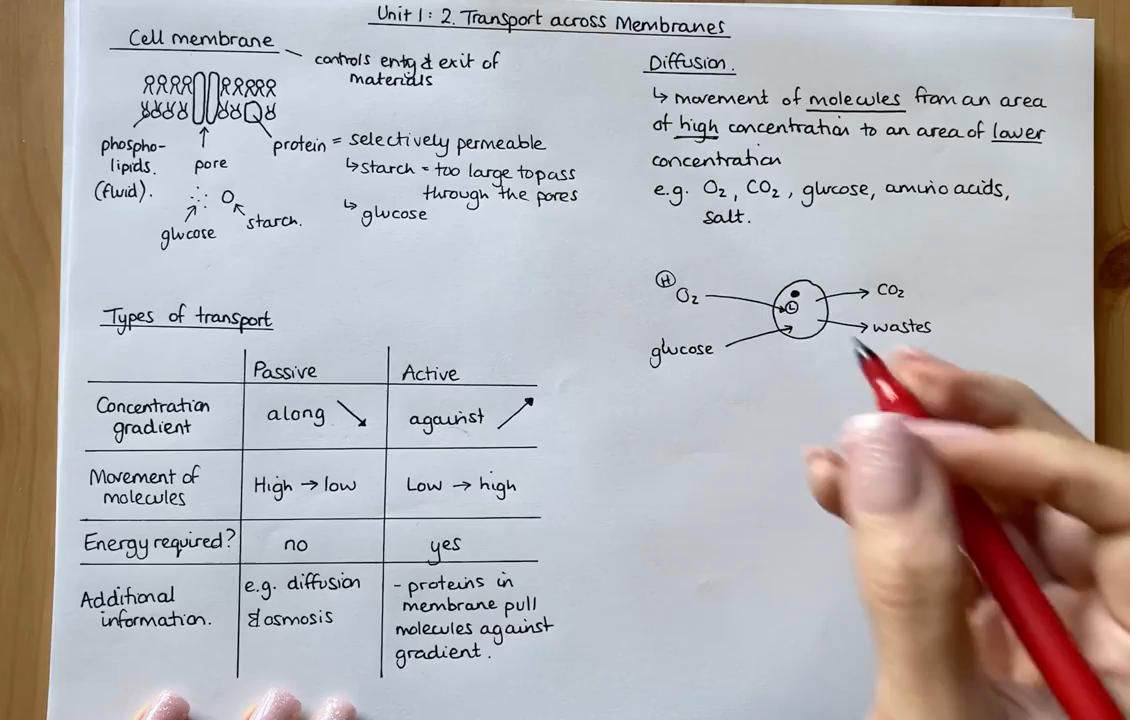 Unit 1: 2. Transport across Membranes
Cell membrane
controls entry & exit of
materials
phospho-
lipids.
(fluid).
pore
protein = selectively permeable
↳ starch = too large to pass
through the pores
↳ glucose
glucose
starch.
Types of transport
Passive
Active
Concentration
gradient
along
against
Movement of
molecules
High → low
Low → high
Energy required?
no
yes
Additional
information.
e.g. diffusion
& osmosis
- proteins in
membrane pull
molecules against
gradient.
Diffusion.
↳ movement of molecules from an area
of high concentration to an area of lower
concentration
e.g. O₂, CO₂, glucose, amino acids,
salt.
H
O₂
L
CO₂
glucose
wastes